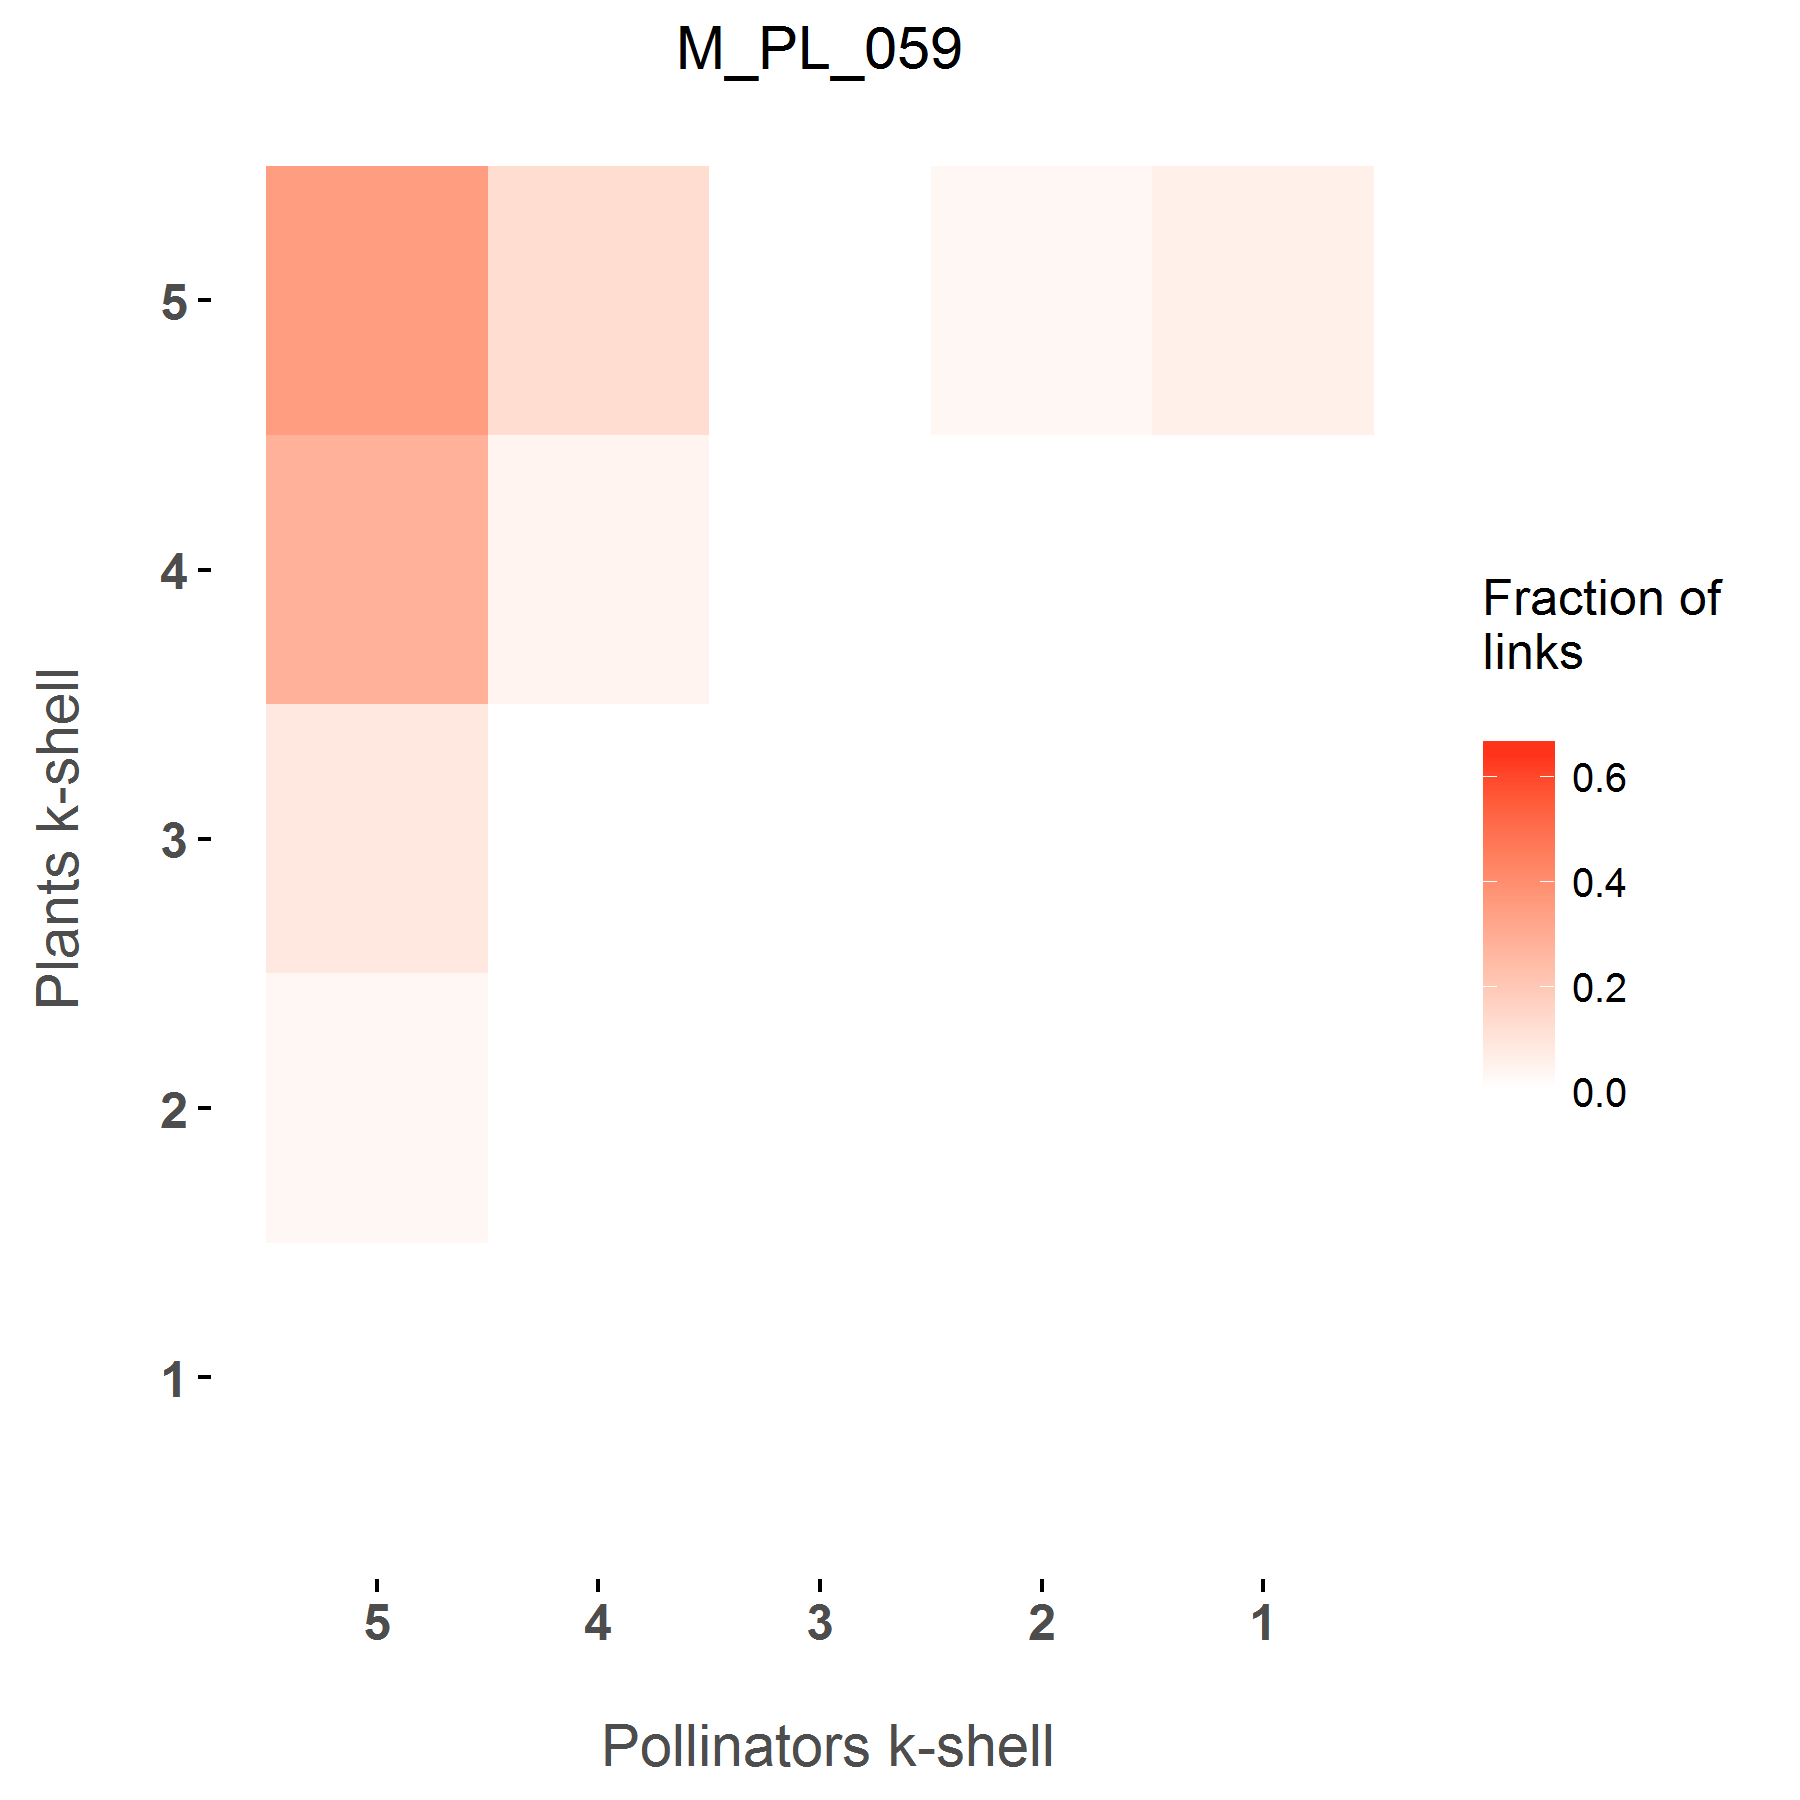 M_PL_059
Plants k-shell
5
4
3
2
1
5 4 3 2 1
Pollinators k-shell
Fraction of
links
0.6
0.4
0.2
0.0